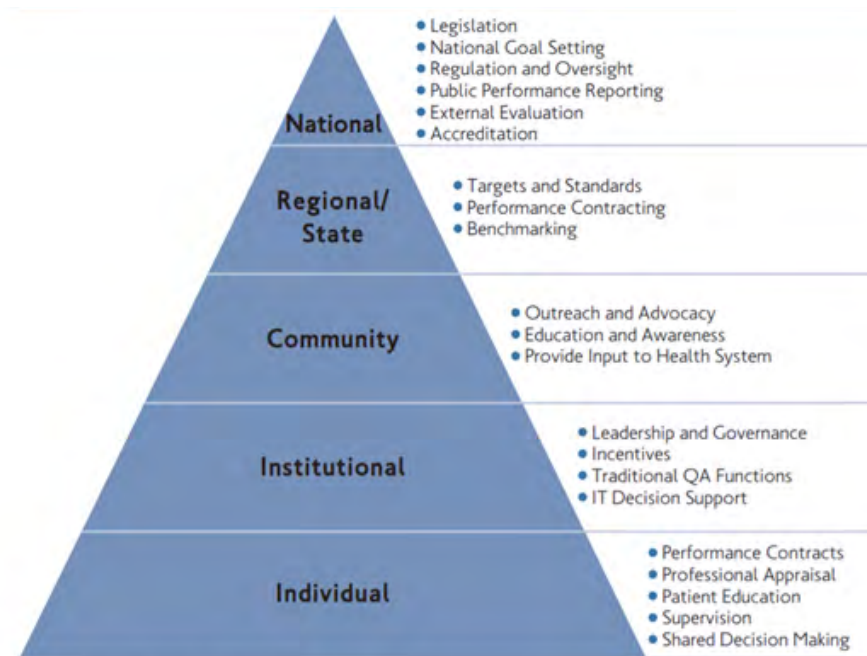 • Legislation
• National Goal Setting
• Regulation and Oversight
• Public Performance Reporting
• External Evaluation
• Accreditation
National
• Targets and Standards
• Performance Contracting
• Benchmarking
Regional/
State
• Outreach and Advocacy
• Education and Awareness
• Provide Input to Health System
Community
• Leadership and Governance
• Incentives
• Traditional QA Functions
• IT Decision Support
Institutional
• Performance Contracts
• Professional Appraisal
• Patient Education
• Supervision
• Shared Decision Making
Individual